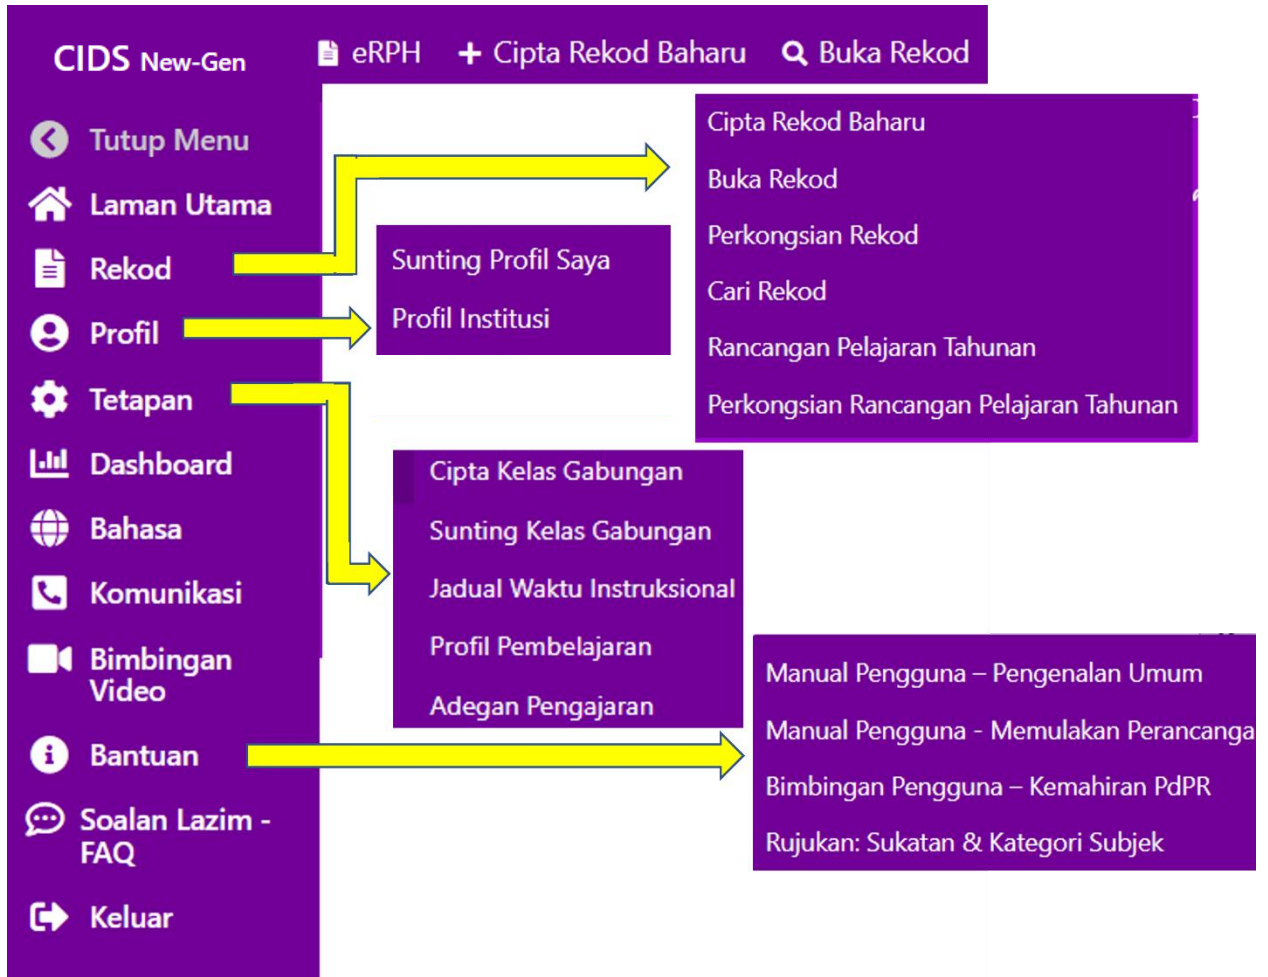 CIDS New-Gen
eRPH
Cipta Rekod Baharu
Buka Rekod
Tutup Menu
Laman Utama
Rekod
Profil
Tetapan
Dashboard
Bahasa
Komunikasi
Bimbingan
Video
Bantuan
Soalan Lazim -
FAQ
Keluar
Cipta Rekod Baharu
Buka Rekod
Perkongsian Rekod
Cari Rekod
Rancangan Pelajaran Tahunan
Perkongsian Rancangan Pelajaran Tahunan
Sunting Profil Saya
Profil Institusi
Cipta Kelas Gabungan
Sunting Kelas Gabungan
Jadual Waktu Instruksional
Profil Pembelajaran
Adegan Pengajaran
Manual Pengguna – Pengenalan Umum
Manual Pengguna - Memulakan Perancanga
Bimbingan Pengguna – Kemahiran PdPR
Rujukan: Sukatan & Kategori Subjek